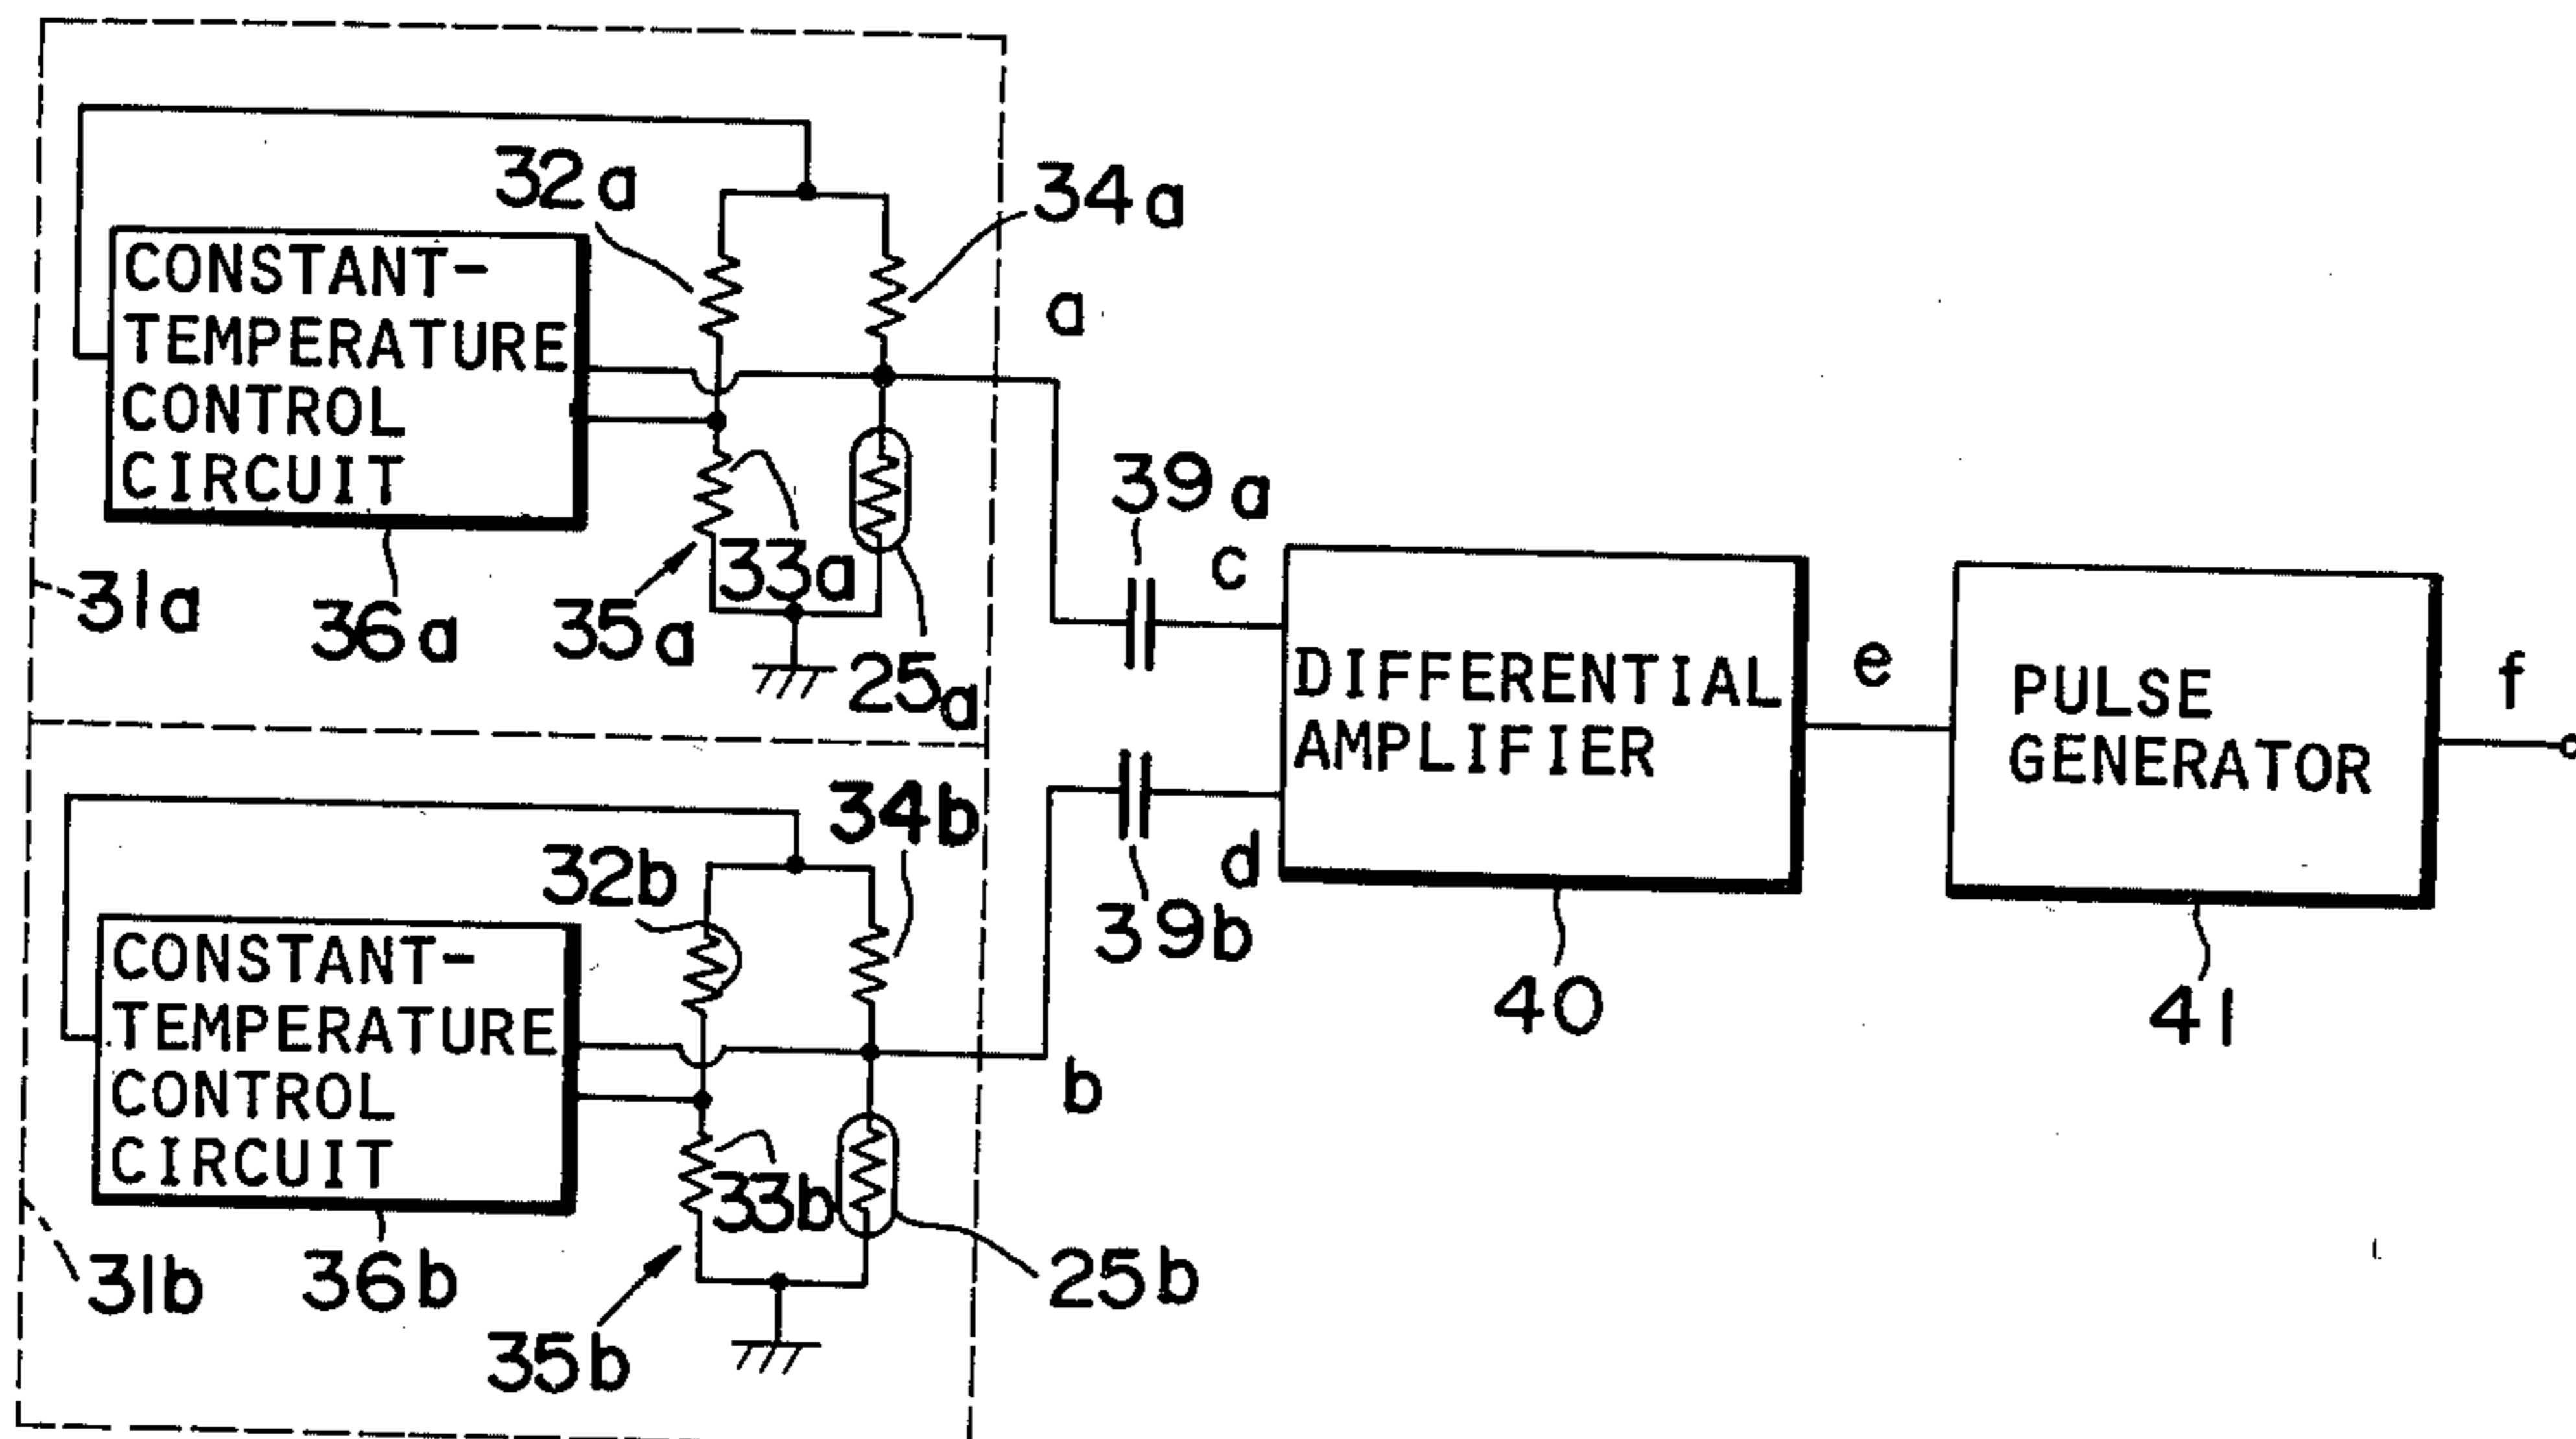 32a
34a
a
CONSTANT-
TEMPERATURE
CONTROL
CIRCUIT
39a
c
31a
36a
35a
33a
25a
DIFFERENTIAL
AMPLIFIER
e
PULSE
GENERATOR
f
34b
32b
39b
d
CONSTANT-
TEMPERATURE
CONTROL
CIRCUIT
40
41
b
33b
31b
36b
35b
25b